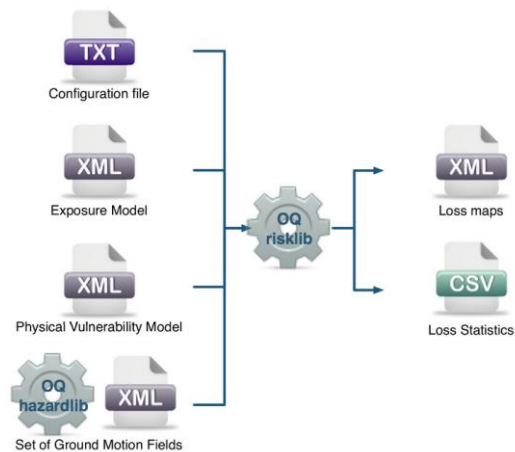 TXT
Configuration file
XML
Exposure Model
XML
Physical Vulnerability Model
OQ
hazardlib
XML
Set of Ground Motion Fields
OQ
risklib
XML
Loss maps
CSV
Loss Statistics